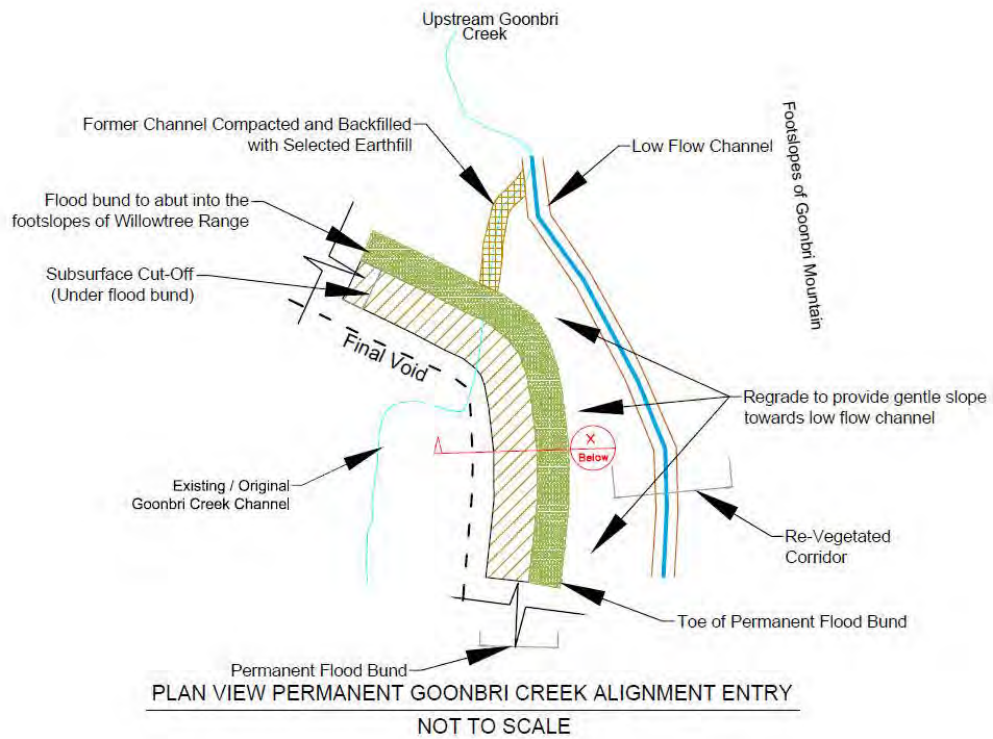 Upstream Goonbri
Creek
Former Channel Compacted and Backfilled
with Selected Earthfill
Low Flow Channel
Footslopes of Goonbri Mountain
Flood bund to abut into the
footslopes of Willowtree Range
Subsurface Cut-Off
(Under flood bund)
Final Void
Regrade to provide gentle slope
towards low flow channel
X
Below
Existing / Original
Goonbri Creek Channel
Re-Vegetated
Corridor
Toe of Permanent Flood Bund
Permanent Flood Bund
PLAN VIEW PERMANENT GOONBRI CREEK ALIGNMENT ENTRY
NOT TO SCALE